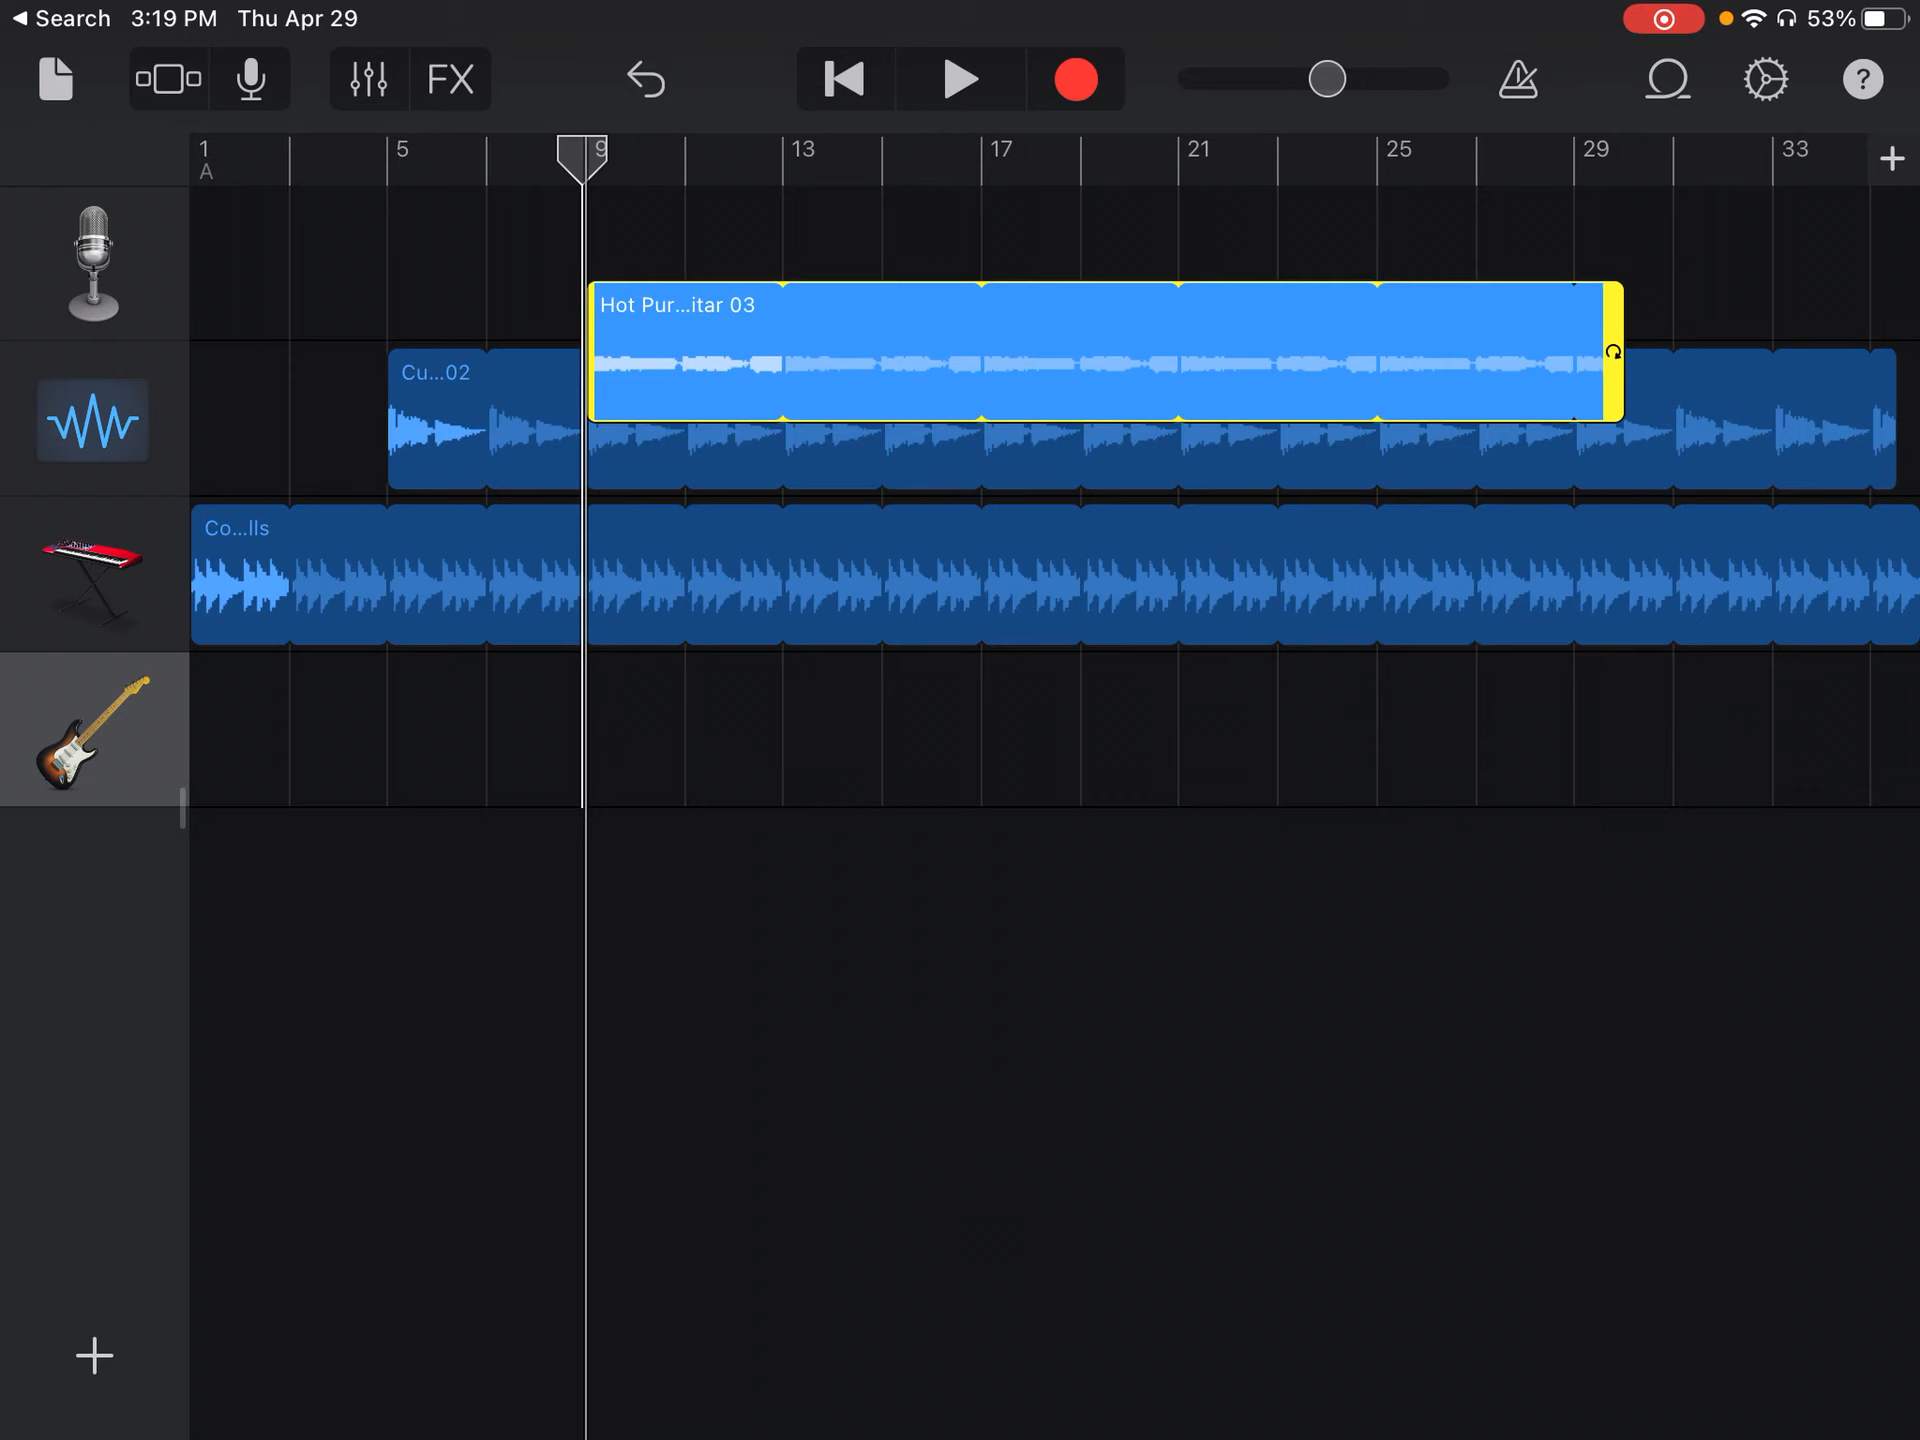 Search 3:19 PM Thu Apr 29 53%
FX ?
1 5 9 13 17 21 25 29 33
A
Hot Pur...itar 03
Cu...02
Co...lls